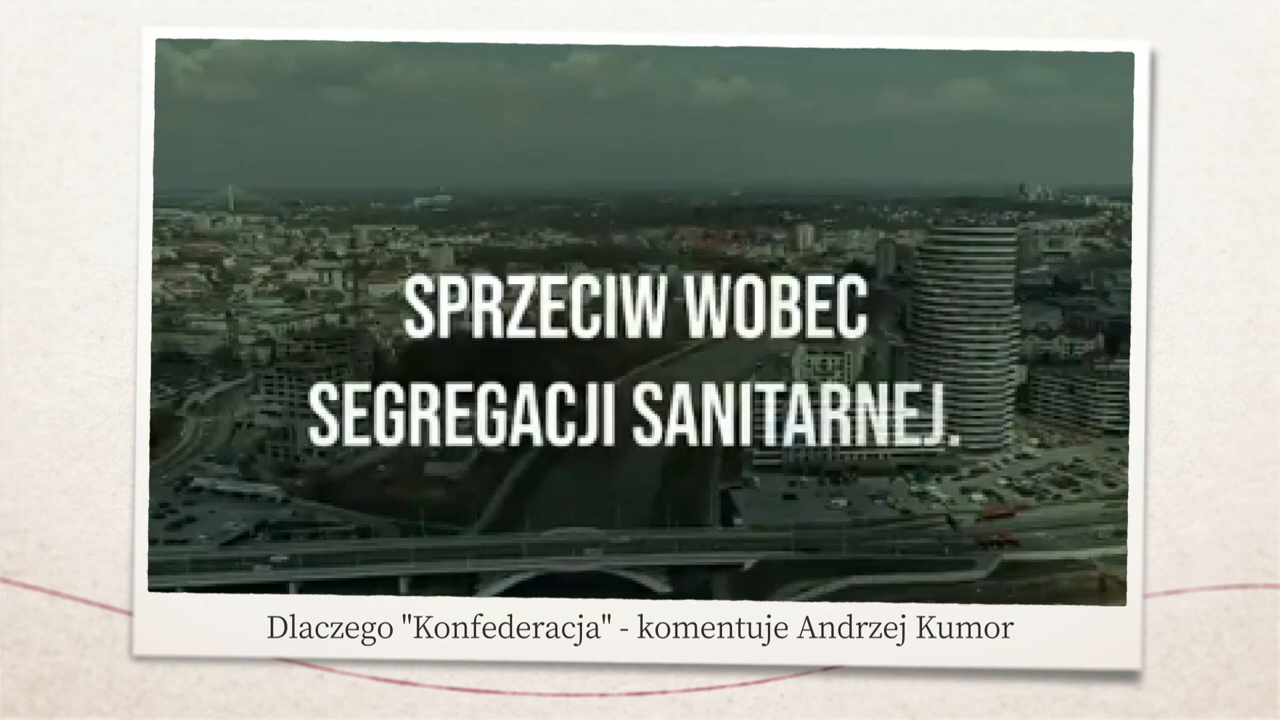 SPRZECIW WOBEC
SEGREGACJI SANITARNEJ.
Dlaczego "Konfederacja" - komentuje Andrzej Kumor